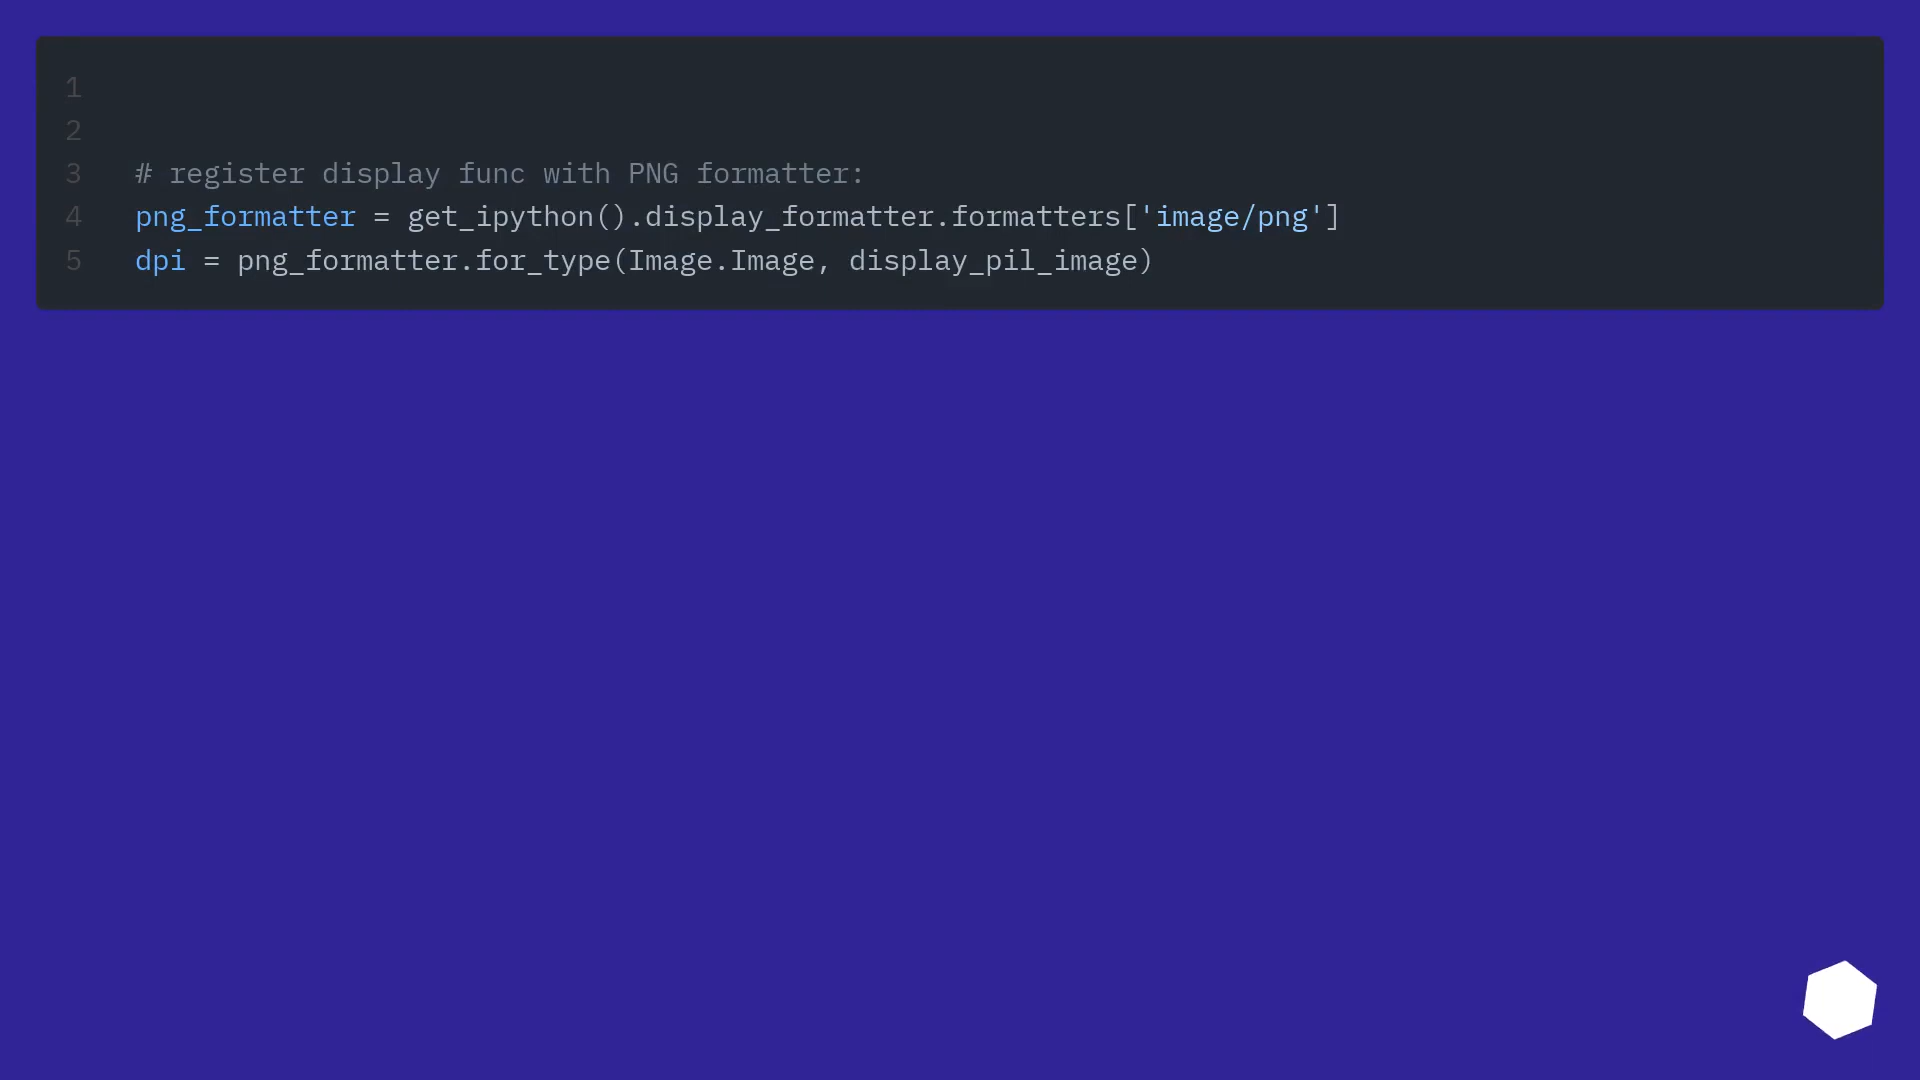 1
2
3 # register display func with PNG formatter:
4 png_formatter = get_ipython().display_formatter.formatters['image/png']
5 dpi = png_formatter.for_type(Image.Image, display_pil_image)